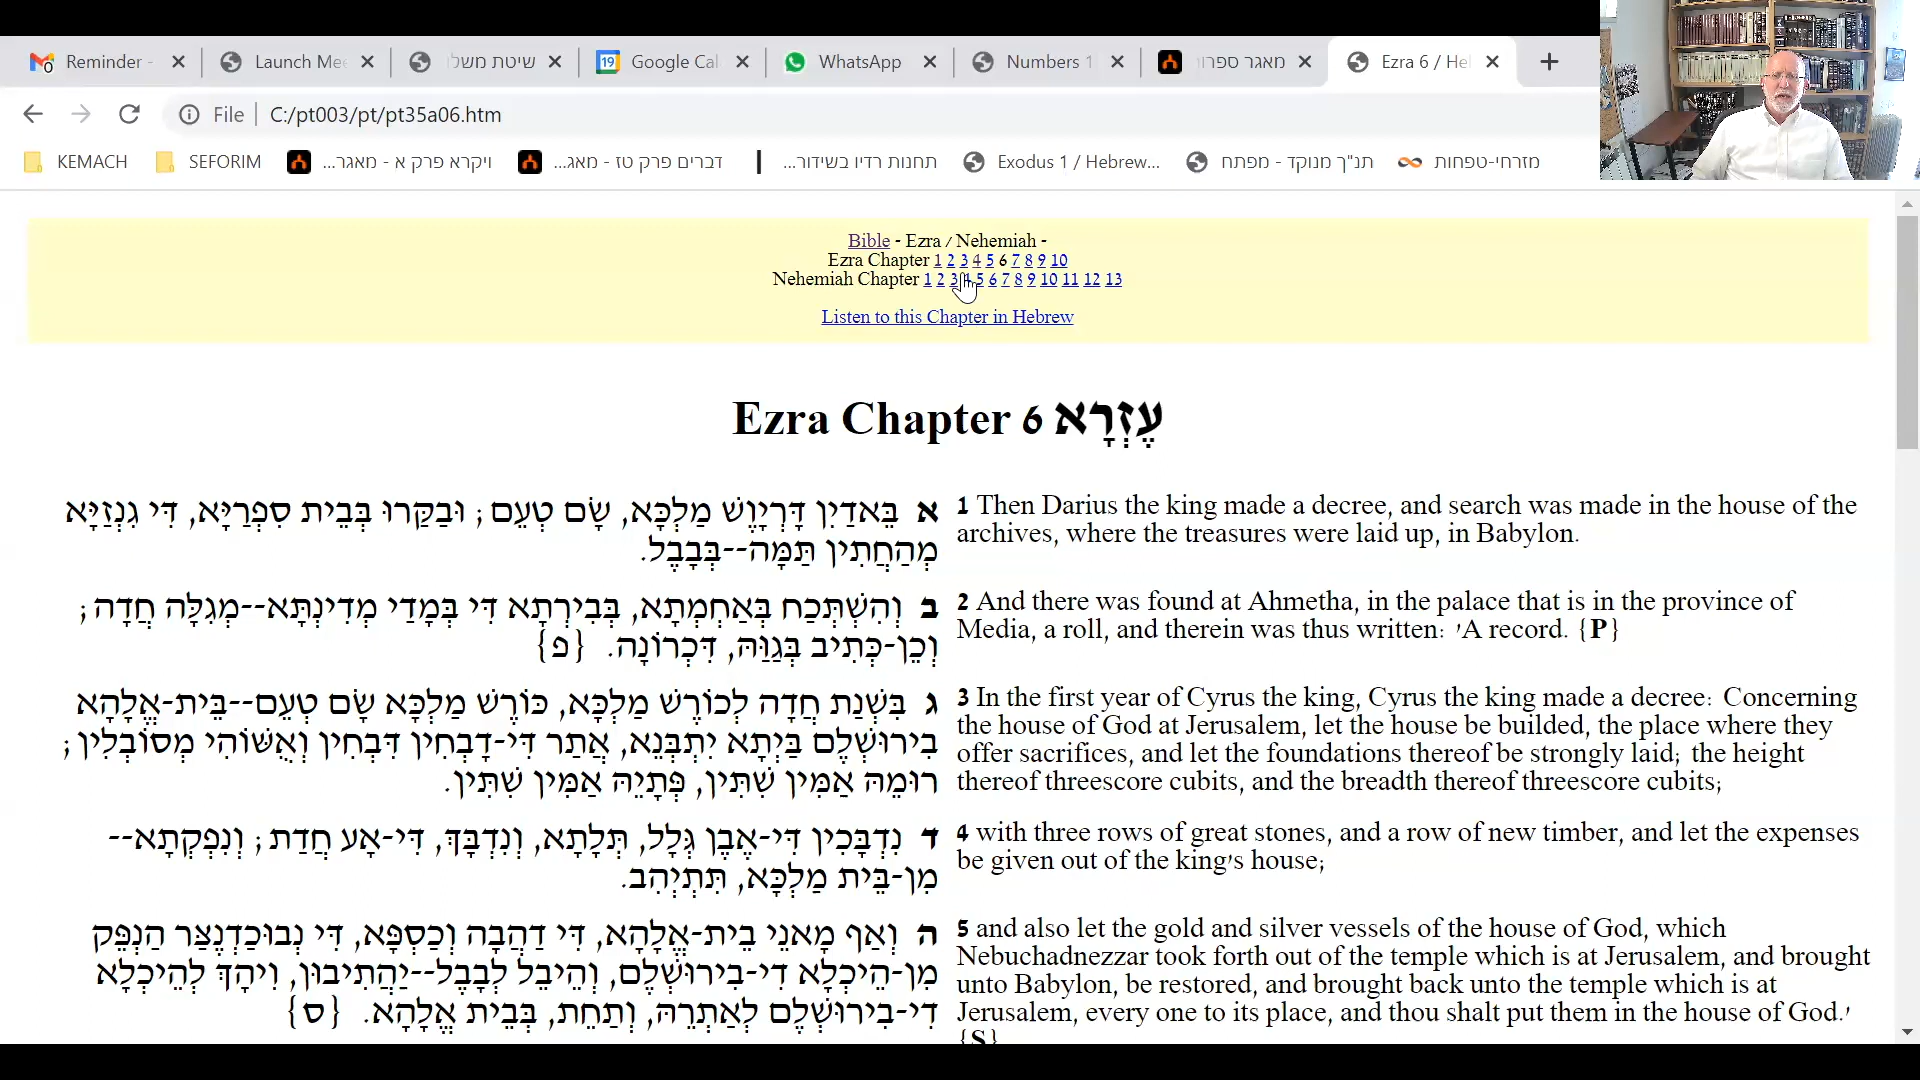 Reminder -
Launch Me
שיטת משלו
19 Google Cal
WhatsApp
Numbers 1
מאגר ספרו
Ezra 6 / He
File C:/pt003/pt/pt35a06.htm
KEMACH
SEFORIM
ויקרא פרק א - מאגר...
דברים פרק טז - מאג...
תחנות רדיו בשידור...
Exodus 1 / Hebrew...
תנ"ך מנוקד - מפתח
מזרחי-טפחות
Bible - Ezra / Nehemiah -
Ezra Chapter 1 2 3 4 5 6 7 8 9 10
Nehemiah Chapter 1 2 3 4 5 6 7 8 9 10 11 12 13
Listen to this Chapter in Hebrew
Ezra Chapter 6 עֶזְרָא
א בֵּאדַיִן דָּרְיָוֶשׁ מַלְכָּא, שָׂם טְעֵם; וּבַקַּרוּ בְּבֵית סִפְרַיָּא, דִּי גִנְזַיָּא
מְהַחֲתִין תַּמָּה--בְּבָבֶל.
1 Then Darius the king made a decree, and search was made in the house of the
archives, where the treasures were laid up, in Babylon.
ב וְהִשְׁתְּכַח בְּאַחְמְתָא, בְּבִירְתָא דִּי בְּמָדַי מְדִינְתָּא--מְגִלָּה חֲדָה;
וְכֵן-כְּתִיב בְּגַוַּהּ, דִּכְרוֹנָה. {פ}
2 And there was found at Ahmetha, in the palace that is in the province of
Media, a roll, and therein was thus written: 'A record. {P}
ג בִּשְׁנַת חֲדָה לְכוֹרֶשׁ מַלְכָּא, כּוֹרֶשׁ מַלְכָּא שָׂם טְעֵם--בֵּית-אֱלָהָא
בִירוּשְׁלֶם בַּיְתָא יִתְבְּנֵא, אֲתַר דִּי-דָבְחִין דִּבְחִין וְאֻשּׁוֹהִי מְסוֹבְלִין;
רוּמֵהּ אַמִּין שִׁתִּין, פְּתָיֵהּ אַמִּין שִׁתִּין.
3 In the first year of Cyrus the king, Cyrus the king made a decree: Concerning
the house of God at Jerusalem, let the house be builded, the place where they
offer sacrifices, and let the foundations thereof be strongly laid; the height
thereof threescore cubits, and the breadth thereof threescore cubits;
ד נִדְבָּכִין דִּי-אֶבֶן גְּלָל, תְּלָתָא, וְנִדְבָּךְ, דִּי-אָע חֲדַת; וְנִפְקְתָא--
מִן-בֵּית מַלְכָּא, תִּתְיְהִב.
4 with three rows of great stones, and a row of new timber, and let the expenses
be given out of the king's house;
ה וְאַף מָאנֵי בֵית-אֱלָהָא, דִּי דַהֲבָה וְכַסְפָּא, דִּי נְבוּכַדְנֶצַּר הַנְפֵּק
מִן-הֵיכְלָא דִי-בִירוּשְׁלֶם, וְהֵיבֵל לְבָבֶל--יַהֲתִיבוּן, וִיהָךְ לְהֵיכְלָא
דִי-בִירוּשְׁלֶם לְאַתְרֵהּ, וְתַחֵת, בְּבֵית אֱלָהָא. {ס}
5 and also let the gold and silver vessels of the house of God, which
Nebuchadnezzar took forth out of the temple which is at Jerusalem, and brought
unto Babylon, be restored, and brought back unto the temple which is at
Jerusalem, every one to its place, and thou shalt put them in the house of God.'
{S}